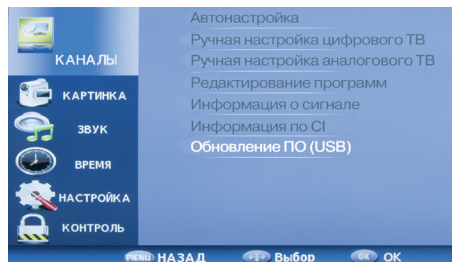 КАНАЛЫ
КАРТИНКА
ЗВУК
ВРЕМЯ
НАСТРОЙКА
КОНТРОЛЬ
Автонастройка
Ручная настройка цифрового ТВ
Ручная настройка аналогового ТВ
Редактирование программ
Информация о сигнале
Информация по CI
Обновление ПО (USB)
MENU НАЗАД Выбор OK OK